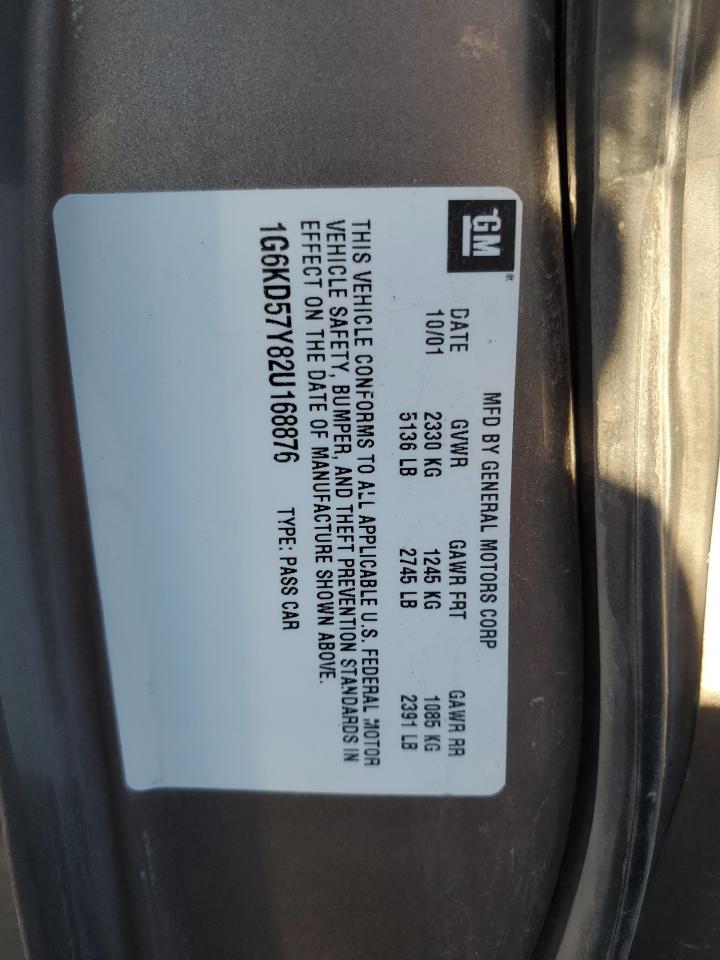 GM®
MFD BY GENERAL MOTORS CORP
DATE GVWR GAWR FRT GAWR RR
10/01 2330 KG 1245 KG 1085 KG
5136 LB 2745 LB 2391 LB
THIS VEHICLE CONFORMS TO ALL APPLICABLE U.S. FEDERAL MOTOR
VEHICLE SAFETY, BUMPER, AND THEFT PREVENTION STANDARDS IN
EFFECT ON THE DATE OF MANUFACTURE SHOWN ABOVE.
1G6KD57Y82U168876 TYPE: PASS CAR